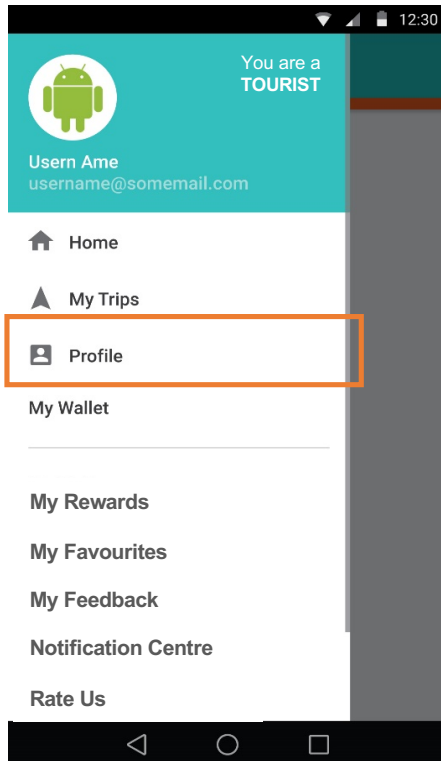 12:30
You are a
TOURIST
Usern Ame
username@somemail.com
Home
My Trips
Profile
My Wallet
My Rewards
My Favourites
My Feedback
Notification Centre
Rate Us